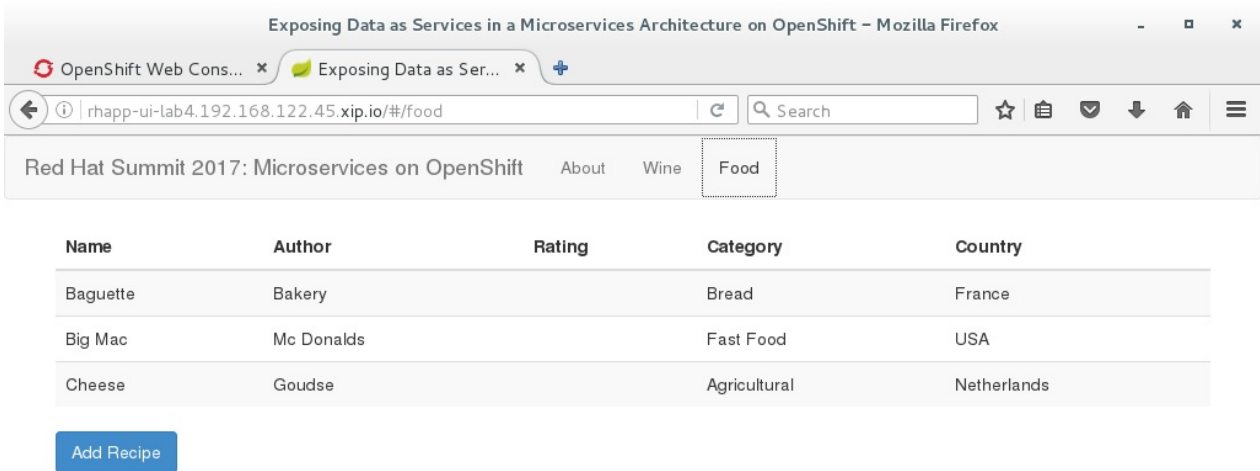 Exposing Data as Services in a Microservices Architecture on OpenShift – Mozilla Firefox
OpenShift Web Cons... Exposing Data as Ser...
rhapp-ui-lab4.192.168.122.45.xip.io/#/food Search
Red Hat Summit 2017: Microservices on OpenShift About Wine Food
Name Author Rating Category Country
Baguette Bakery Bread France
Big Mac Mc Donalds Fast Food USA
Cheese Goudse Agricultural Netherlands
Add Recipe